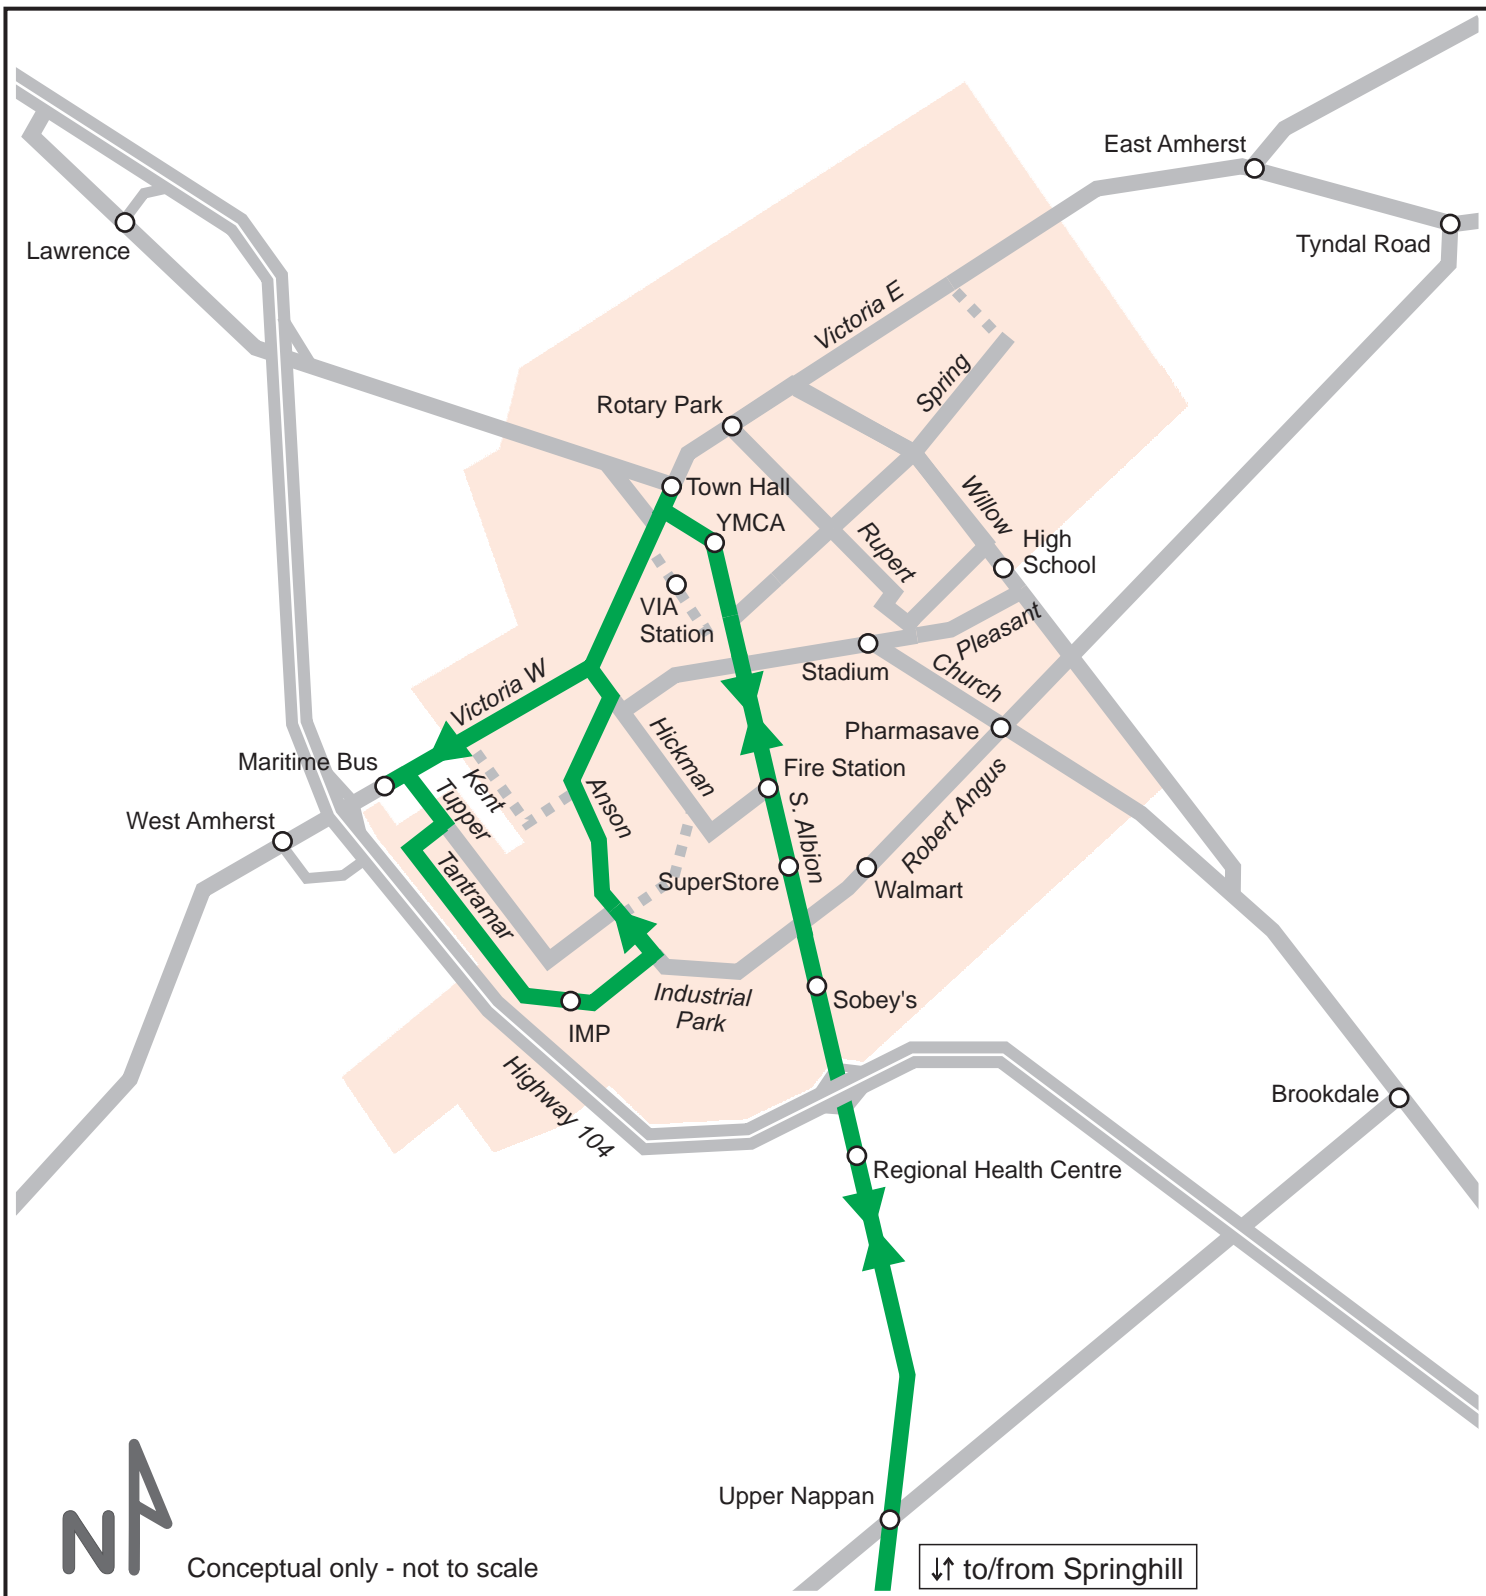 East Amherst
Lawrence
Tyndal Road
Victoria E
Spring
Rotary Park
Town Hall
YMCA
Willow
High
School
Rupert
VIA
Station
Pleasant
Stadium
Church
Victoria W
Hickman
Pharmasave
Maritime Bus
Kent
Tupper
Anson
Fire Station
S. Albion
Robert Angus
West Amherst
SuperStore
Walmart
Tantramar
Industrial
Park
Sobey's
IMP
Highway 104
Brookdale
Regional Health Centre
Upper Nappan
N
Conceptual only - not to scale
↓↑ to/from Springhill